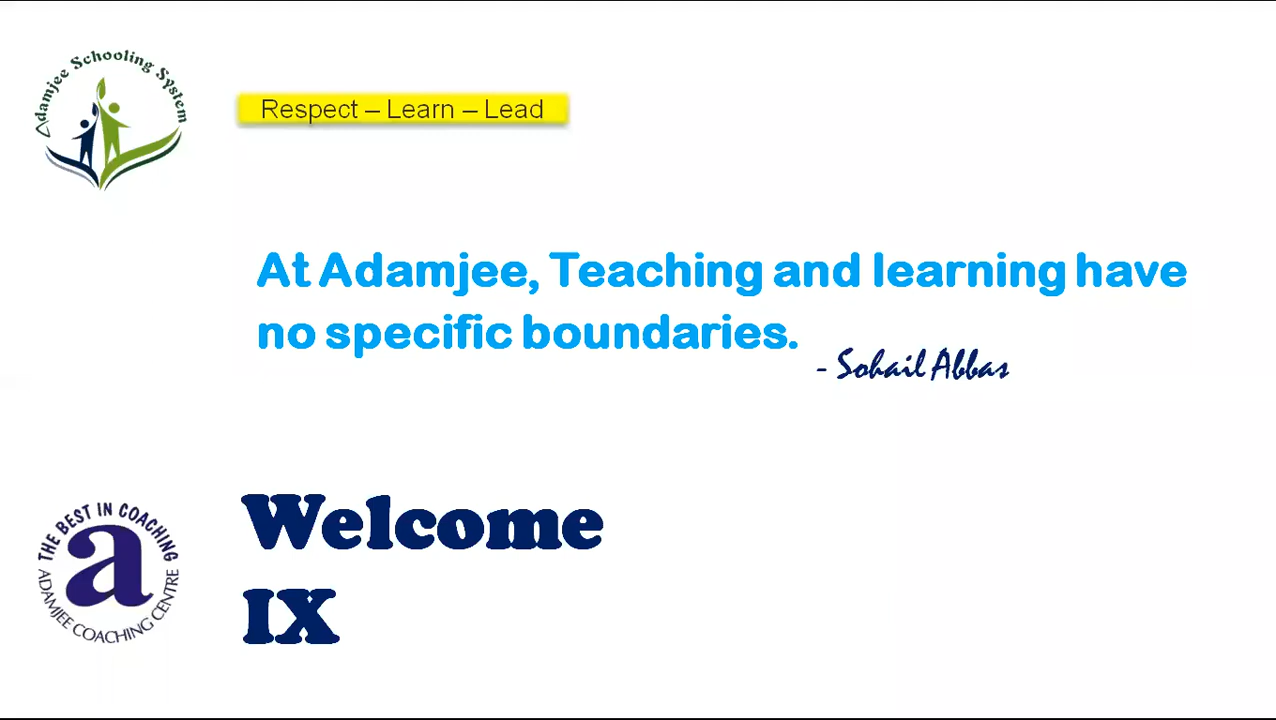 Adamjee Schooling System
Respect – Learn – Lead
At Adamjee, Teaching and learning have
no specific boundaries.
- Sohail Abbas
THE BEST IN COACHING
a
ADAMJEE COACHING CENTRE
Welcome
IX